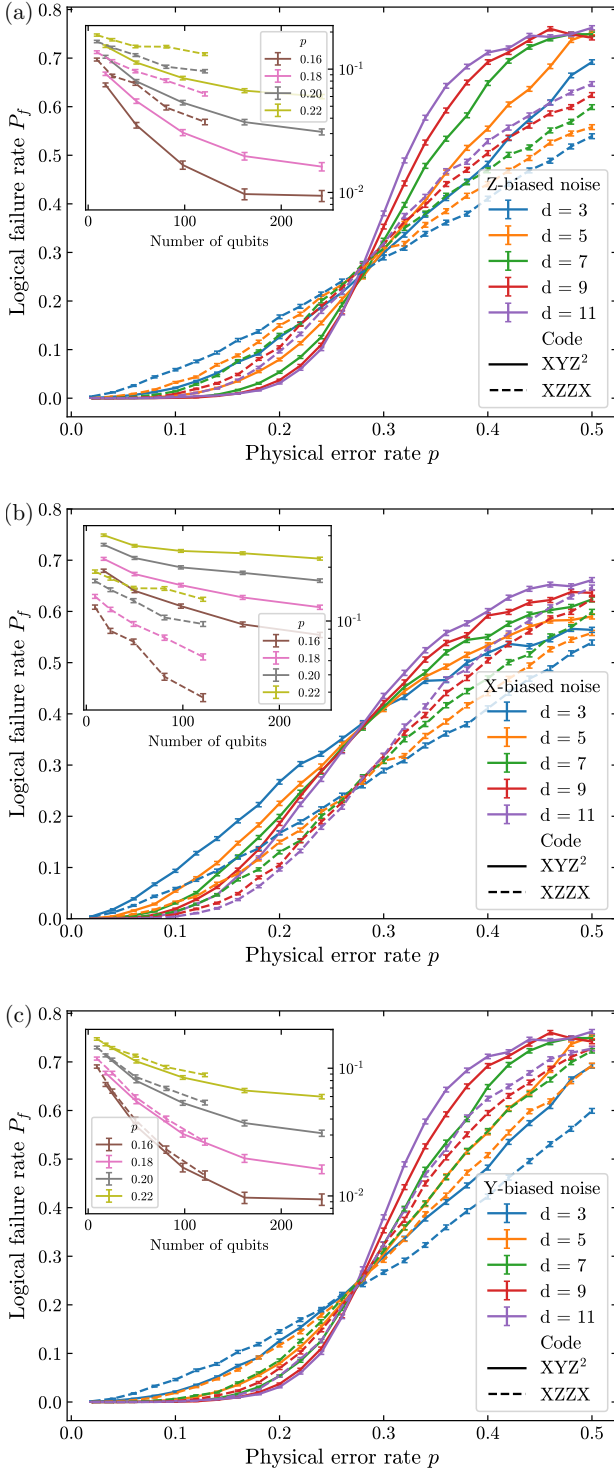 (a)
Logical failure rate P_f
0.8
0.7
0.6
0.5
0.4
0.3
0.2
0.1
0.0
0.0 0.1 0.2 0.3 0.4 0.5
Physical error rate p
p
0.16
0.18
0.20
0.22
10^-1
10^-2
0 100 200
Number of qubits
Z-biased noise
d = 3
d = 5
d = 7
d = 9
d = 11
Code
XYZ²
XZZX
(b)
Logical failure rate P_f
0.8
0.7
0.6
0.5
0.4
0.3
0.2
0.1
0.0
0.0 0.1 0.2 0.3 0.4 0.5
Physical error rate p
p
0.16
0.18
0.20
0.22
10^-1
0 100 200
Number of qubits
X-biased noise
d = 3
d = 5
d = 7
d = 9
d = 11
Code
XYZ²
XZZX
(c)
Logical failure rate P_f
0.8
0.7
0.6
0.5
0.4
0.3
0.2
0.1
0.0
0.0 0.1 0.2 0.3 0.4 0.5
Physical error rate p
p
0.16
0.18
0.20
0.22
10^-1
10^-2
0 100 200
Number of qubits
Y-biased noise
d = 3
d = 5
d = 7
d = 9
d = 11
Code
XYZ²
XZZX